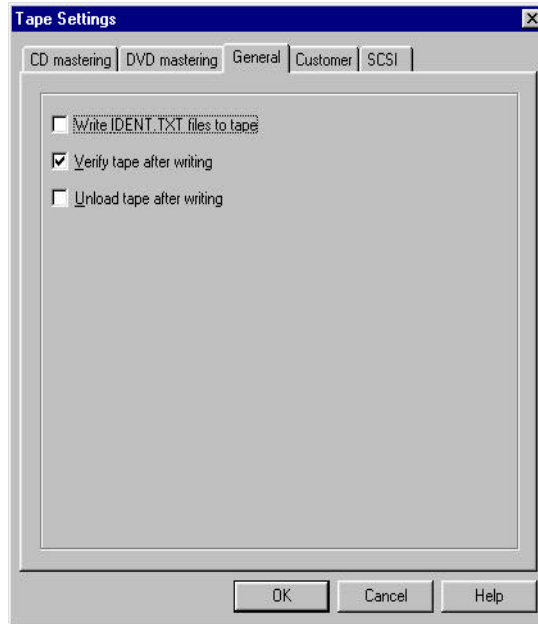 Tape Settings
CD mastering DVD mastering General Customer SCSI
Write IDENT.TXT files to tape
Verify tape after writing
Unload tape after writing
OK Cancel Help